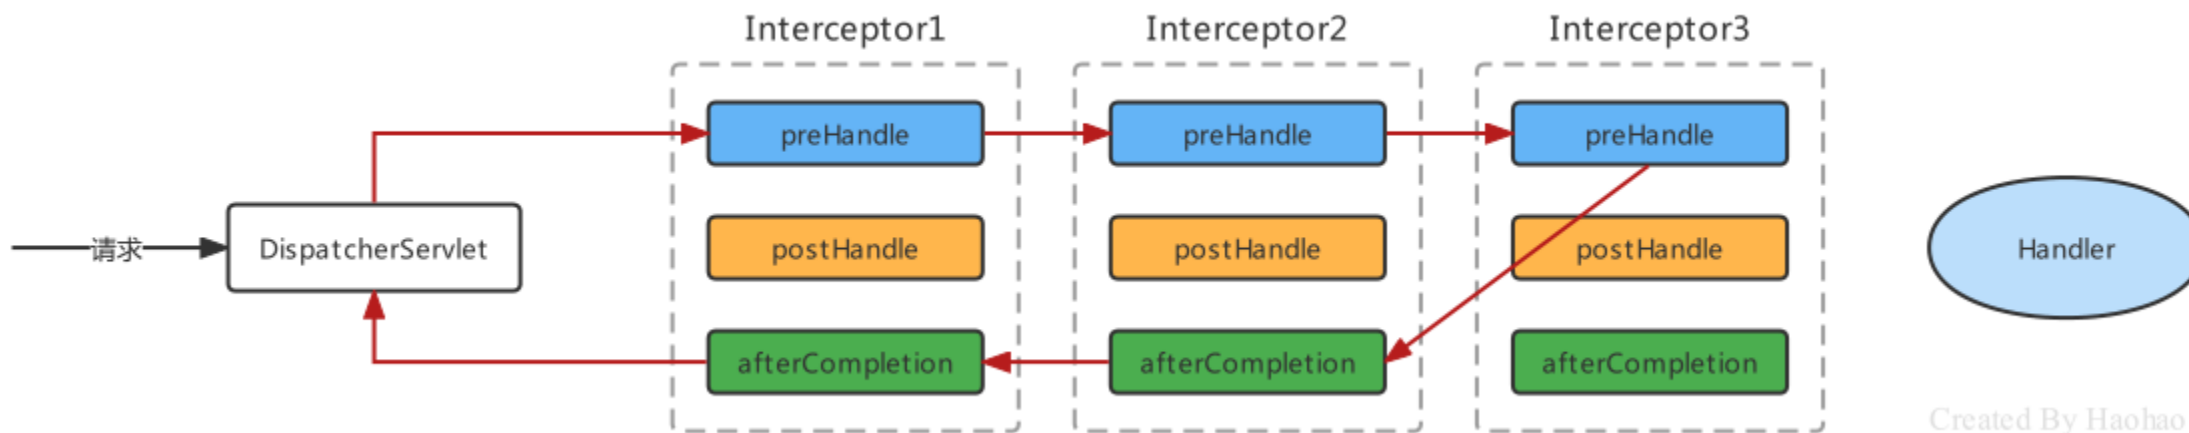 Interceptor1 Interceptor2 Interceptor3
preHandle preHandle preHandle
请求 DispatcherServlet postHandle postHandle postHandle Handler
afterCompletion afterCompletion afterCompletion
Created By Haohao